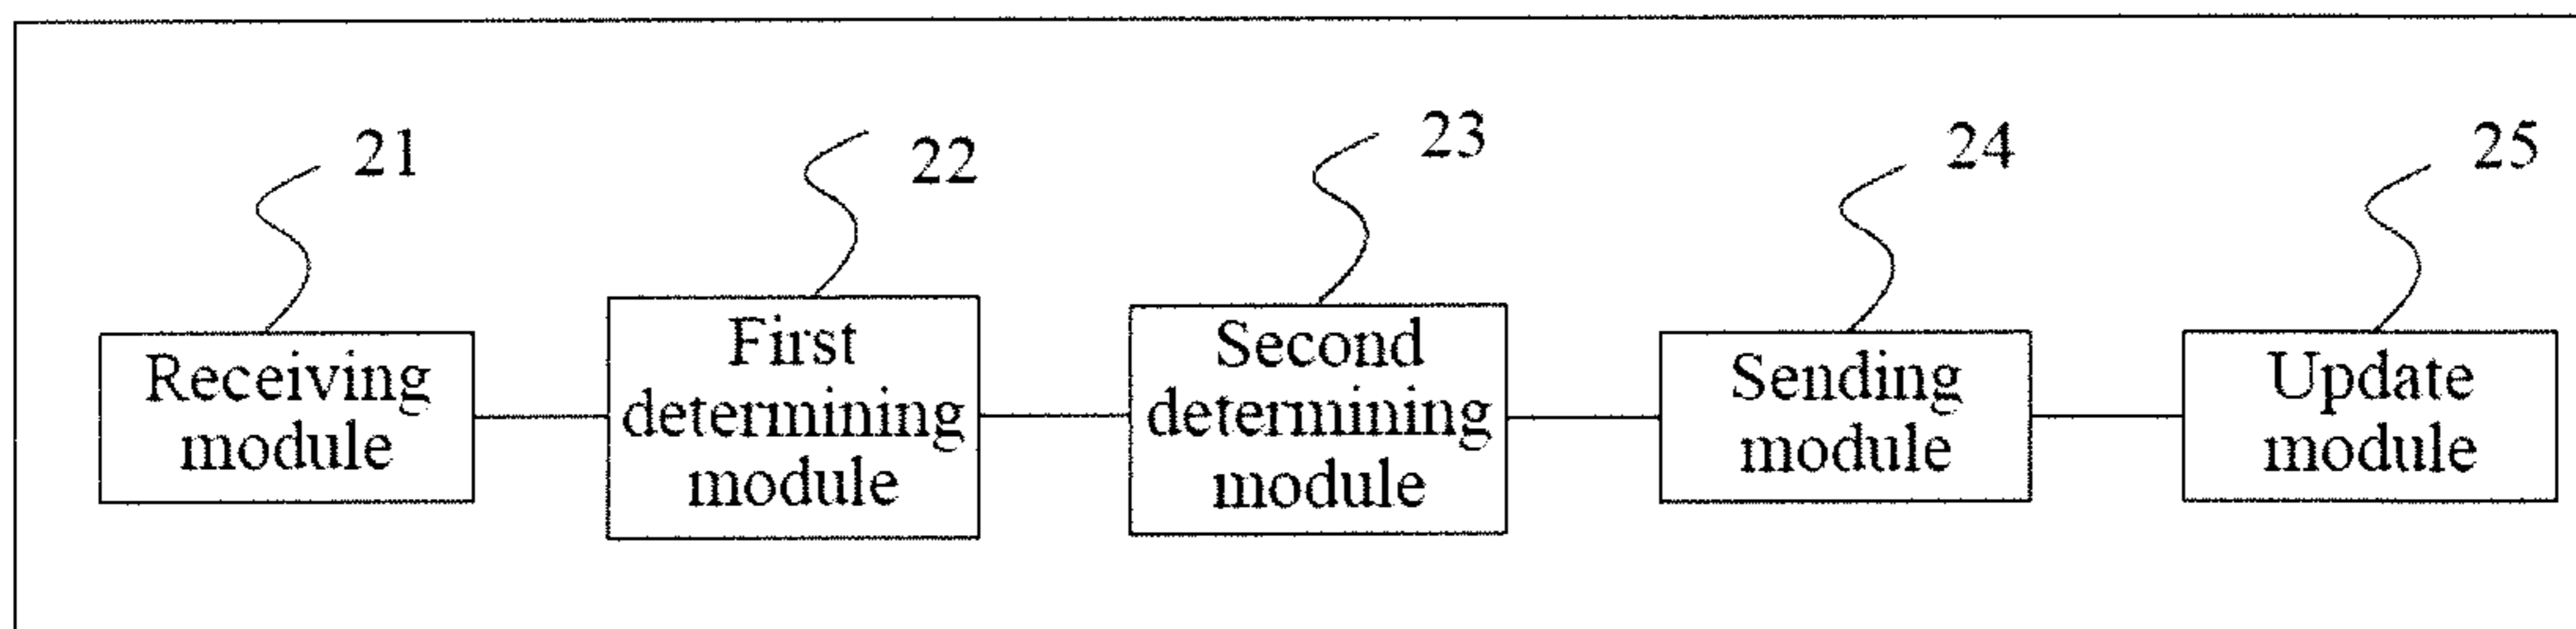 21
22
23
24
25
Receiving
module
First
determining
module
Second
determining
module
Sending
module
Update
module